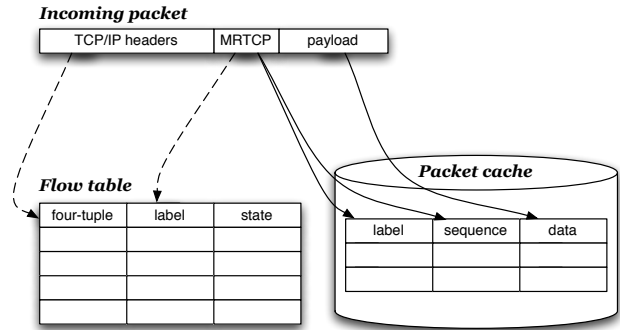 Incoming packet
TCP/IP headers MRTCP payload
Flow table
four-tuple label state
Packet cache
label sequence data